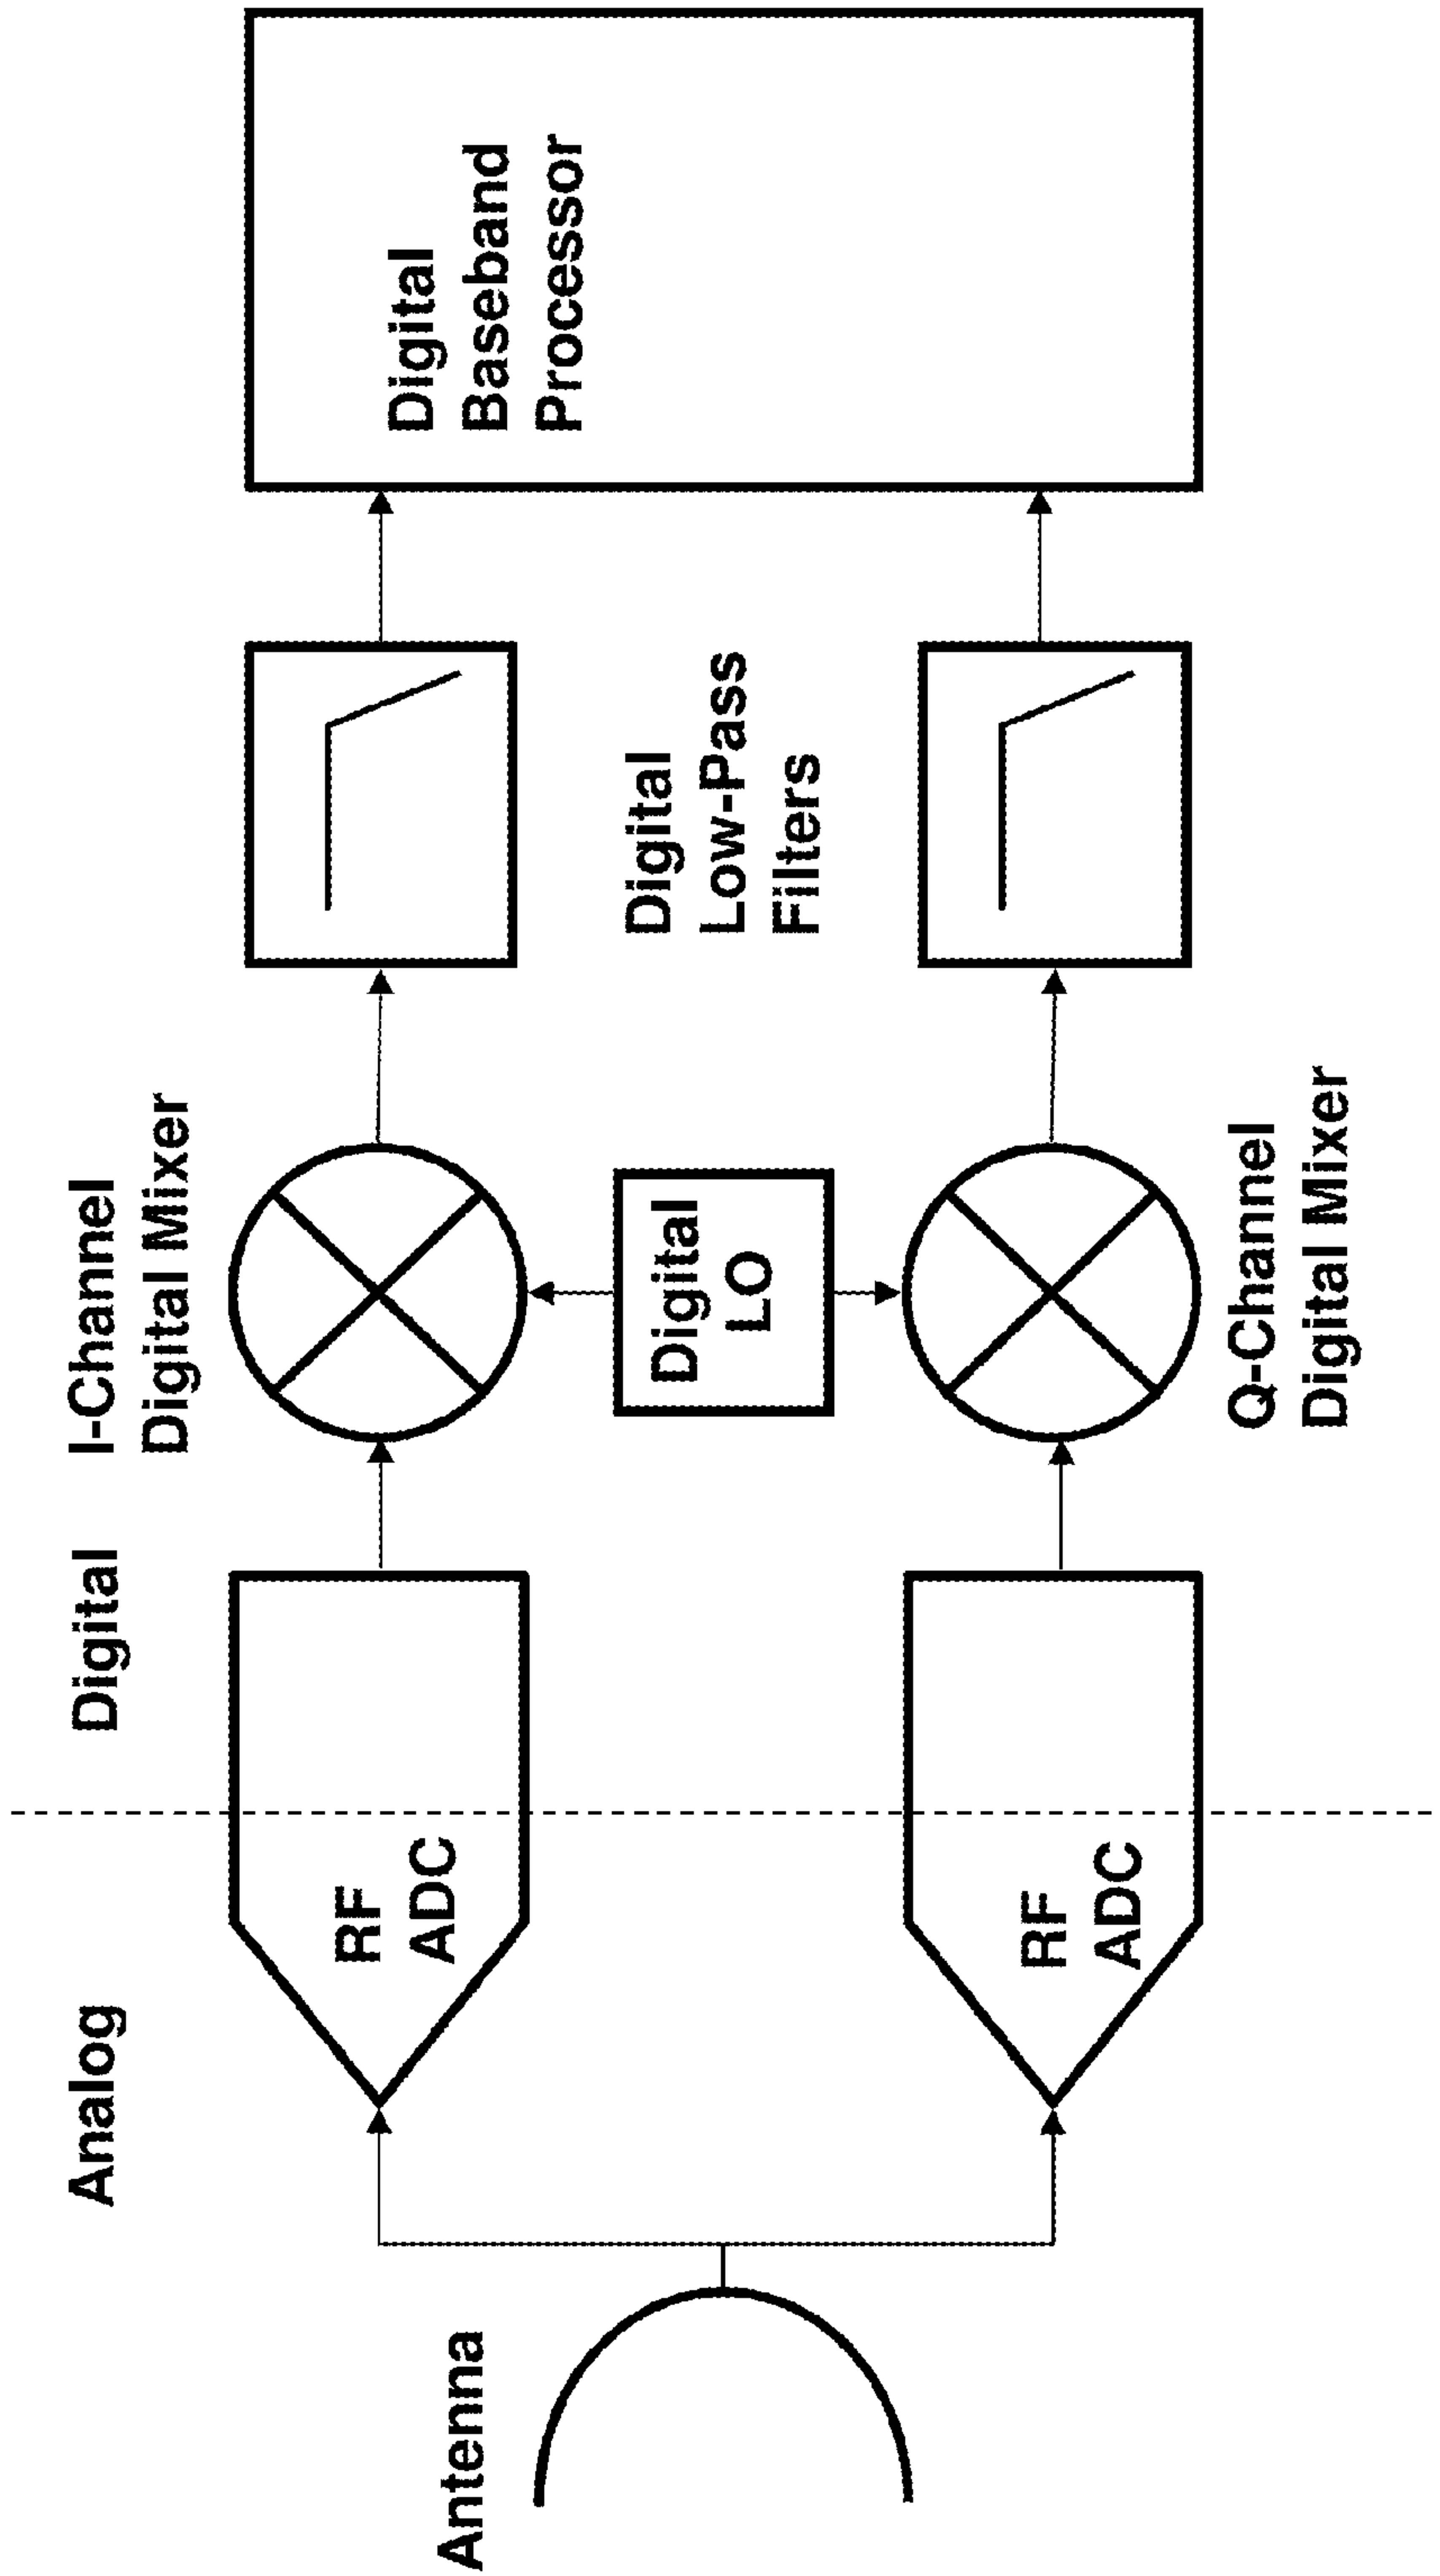 Analog
Digital
I-Channel
Digital Mixer
Antenna
RF
ADC
RF
ADC
Digital
LO
Q-Channel
Digital Mixer
Digital
Low-Pass
Filters
Digital
Baseband
Processor